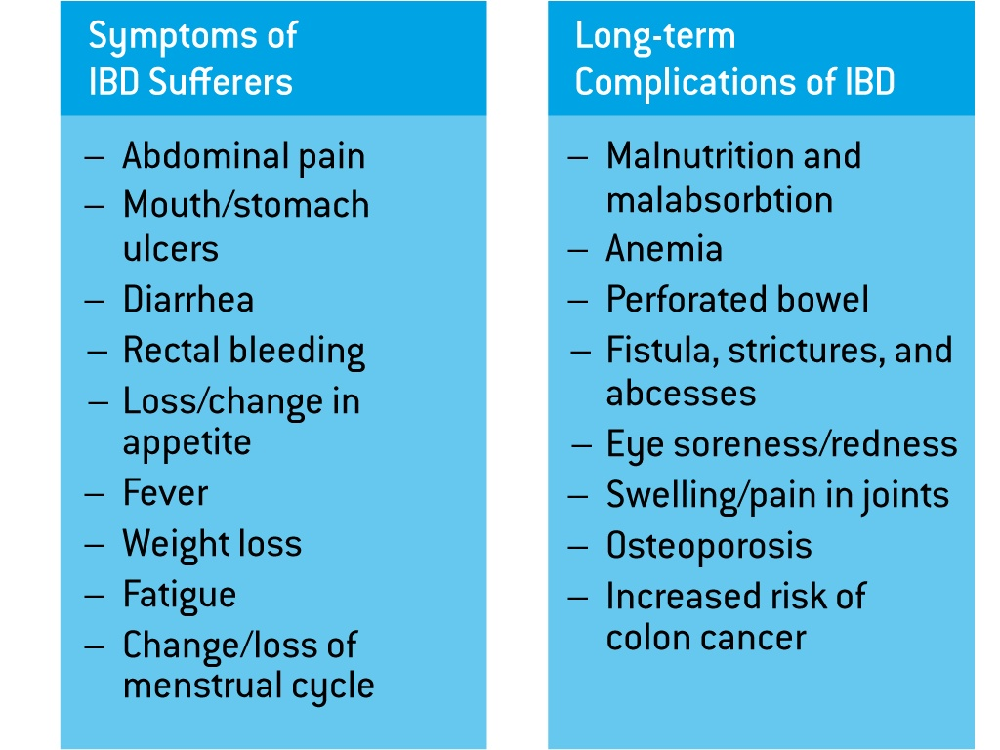 Symptoms of
IBD Sufferers
– Abdominal pain
– Mouth/stomach
ulcers
– Diarrhea
– Rectal bleeding
– Loss/change in
appetite
– Fever
– Weight loss
– Fatigue
– Change/loss of
menstrual cycle
Long-term
Complications of IBD
– Malnutrition and
malabsorbtion
– Anemia
– Perforated bowel
– Fistula, strictures, and
abcesses
– Eye soreness/redness
– Swelling/pain in joints
– Osteoporosis
– Increased risk of
colon cancer